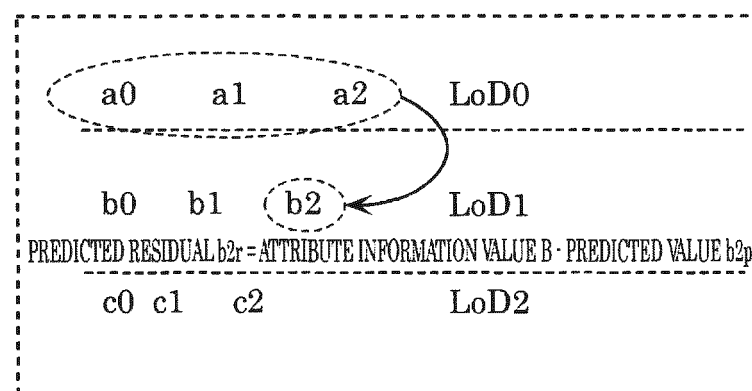 a0 a1 a2 LoD0
b0 b1 b2 LoD1
PREDICTED RESIDUAL b2r = ATTRIBUTE INFORMATION VALUE B - PREDICTED VALUE b2p
c0 c1 c2 LoD2